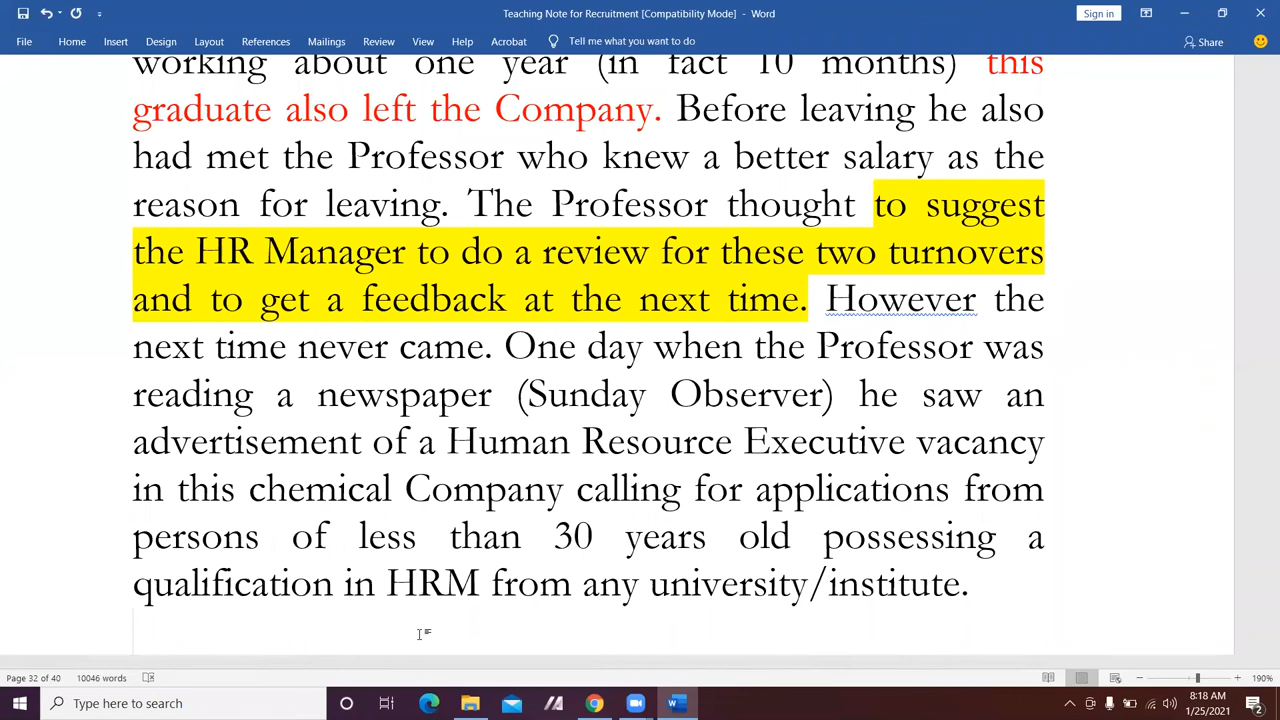 Teaching Note for Recruitment [Compatibility Mode] - Word
Sign in
File Home Insert Design Layout References Mailings Review View Help Acrobat Tell me what you want to do Share
working about one year (in fact 10 months) this
graduate also left the Company. Before leaving he also
had met the Professor who knew a better salary as the
reason for leaving. The Professor thought to suggest
the HR Manager to do a review for these two turnovers
and to get a feedback at the next time. However the
next time never came. One day when the Professor was
reading a newspaper (Sunday Observer) he saw an
advertisement of a Human Resource Executive vacancy
in this chemical Company calling for applications from
persons of less than 30 years old possessing a
qualification in HRM from any university/institute.
Page 32 of 40 10046 words 190%
Type here to search
8:18 AM
1/25/2021
2